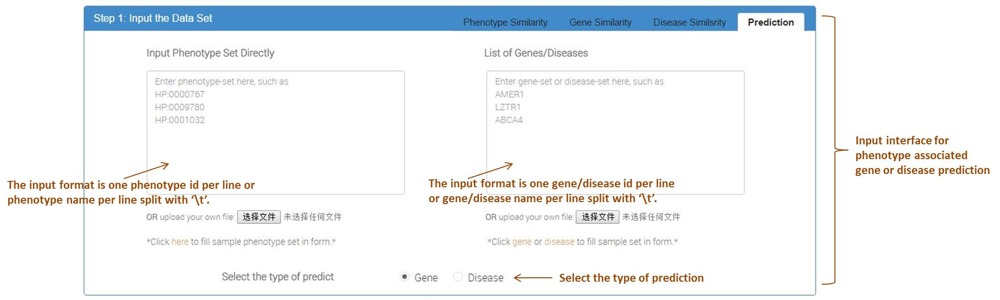 Step 1: Input the Data Set
Phenotype Similarity
Gene Similarity
Disease Similsrity
Prediction
Input Phenotype Set Directly
Enter phenotype-set here, such as
HP:0000767
HP:0009780
HP:0001032
The input format is one phenotype id per line or
phenotype name per line split with ‘\t’.
OR upload your own file: 选择文件 未选择任何文件
*Click here to fill sample phenotype set in form.*
List of Genes/Diseases
Enter gene-set or disease-set here, such as
AMER1
LZTR1
ABCA4
The input format is one gene/disease id per line
or gene/disease name per line split with ‘\t’.
OR upload your own file: 选择文件 未选择任何文件
*Click gene or disease to fill sample set in form.*
Select the type of predict
Gene
Disease
Select the type of prediction
Input interface for
phenotype associated
gene or disease prediction